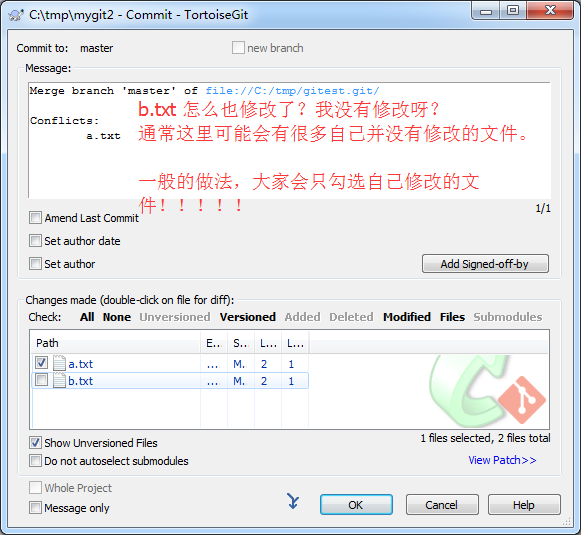 C:\tmp\mygit2 - Commit - TortoiseGit
Commit to: master new branch
Message:
Merge branch 'master' of file://C:/tmp/gitest.git/
b.txt 怎么也修改了？我没有修改呀？
Conflicts:
通常这里可能会有很多自己并没有修改的文件。
a.txt
一般的做法，大家会只勾选自己修改的文
件！！！！！
1/1
Amend Last Commit
Set author date
Set author
Add Signed-off-by
Changes made (double-click on file for diff):
Check: All None Unversioned Versioned Added Deleted Modified Files Submodules
Path E... S... L... L...
a.txt .... M. 2 1
b.txt .... M. 2 1
Show Unversioned Files
1 files selected, 2 files total
Do not autoselect submodules
View Patch>>
Whole Project
Message only
OK Cancel Help